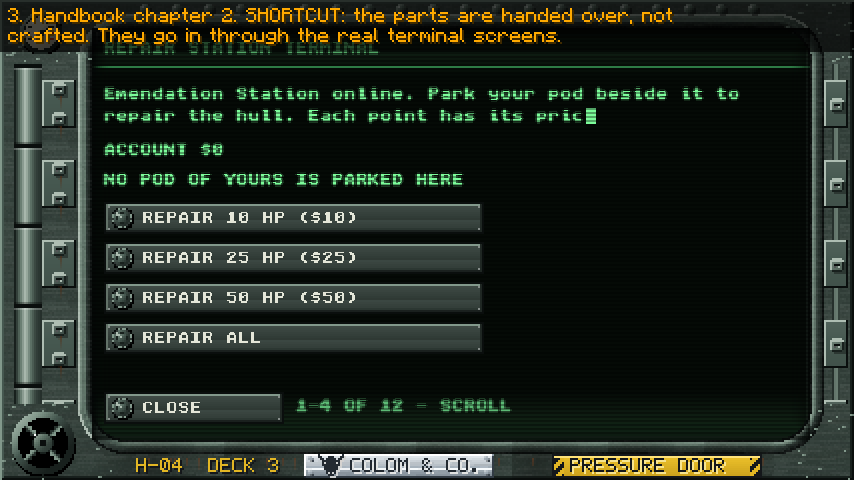 3. Handbook chapter 2. SHORTCUT: the parts are handed over, not
crafted. They go in through the real terminal screens.
REPAIR STATION TERMINAL
Emendation Station online. Park your pod beside it to
repair the hull. Each point has its pric
ACCOUNT $0
NO POD OF YOURS IS PARKED HERE
REPAIR 10 HP ($10)
REPAIR 25 HP ($25)
REPAIR 50 HP ($50)
REPAIR ALL
CLOSE
1-4 OF 12 - SCROLL
H-04 DECK 3
COLOM & CO.
PRESSURE DOOR